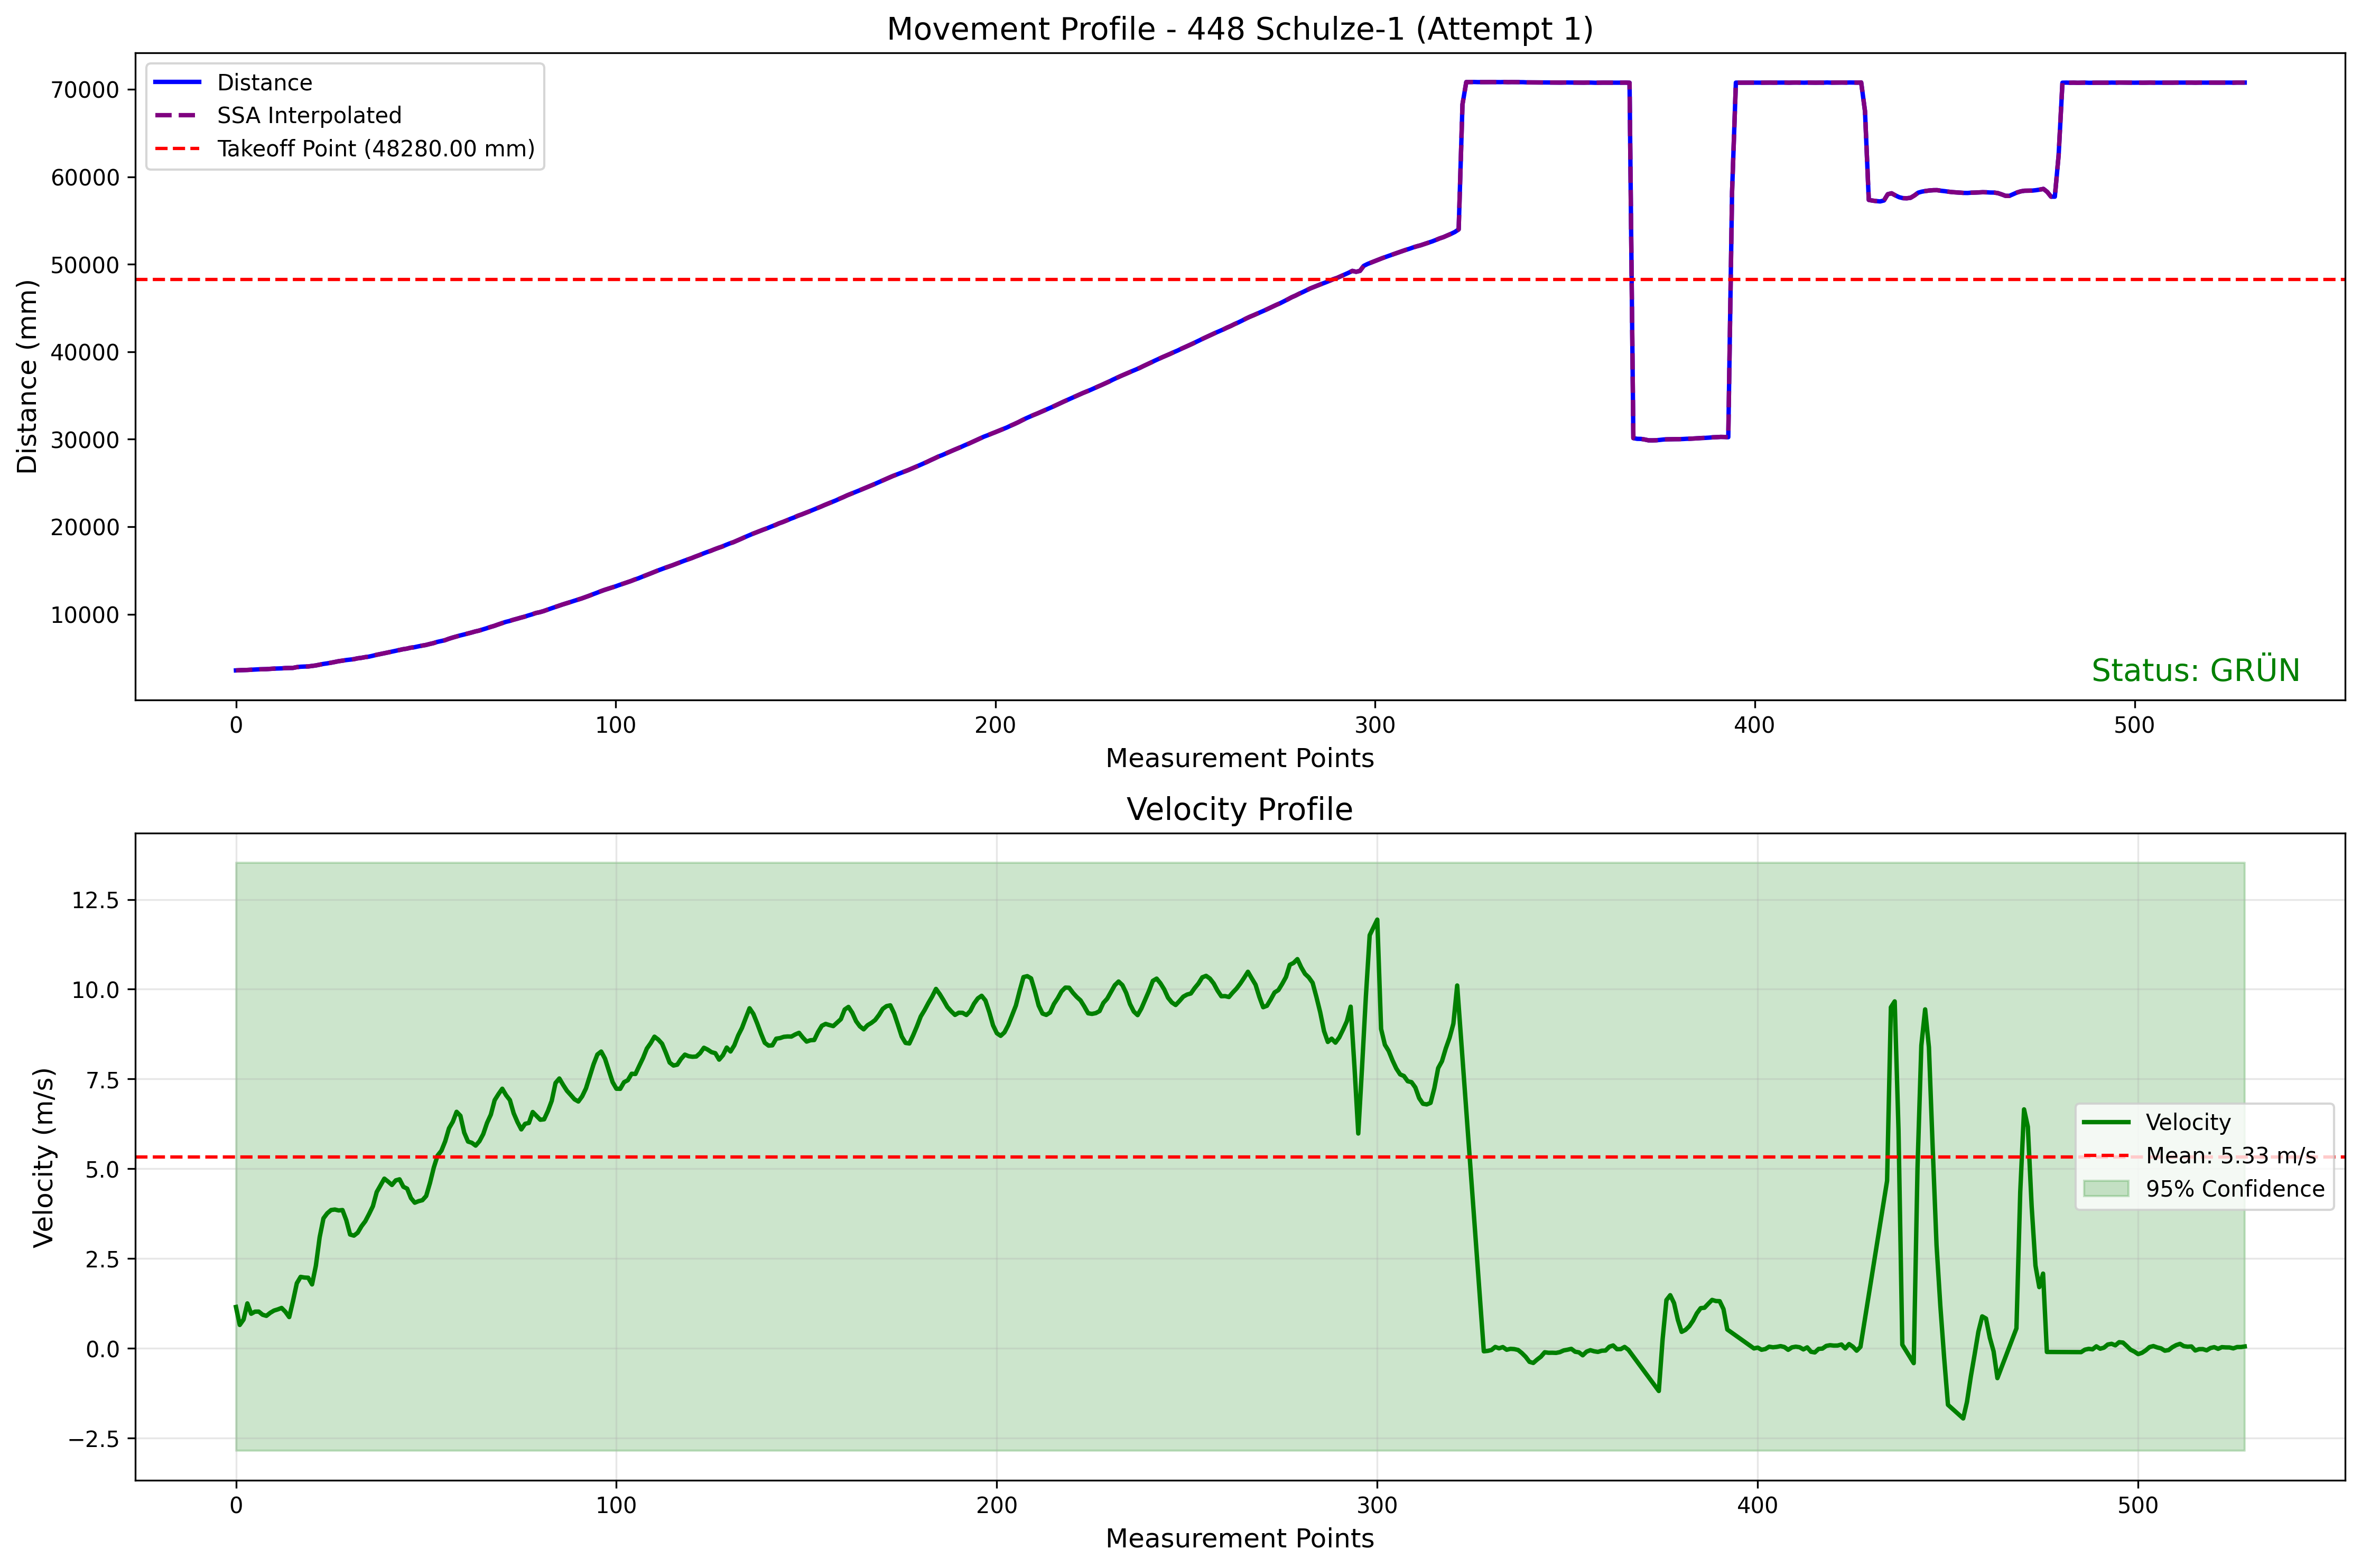 Movement Profile - 448 Schulze-1 (Attempt 1)
Distance
SSA Interpolated
Takeoff Point (48280.00 mm)
Distance (mm)
70000
60000
50000
40000
30000
20000
10000
Status: GRÜN
0 100 200 300 400 500
Measurement Points
Velocity Profile
Velocity (m/s)
12.5
10.0
7.5
5.0
2.5
0.0
−2.5
Velocity
Mean: 5.33 m/s
95% Confidence
0 100 200 300 400 500
Measurement Points